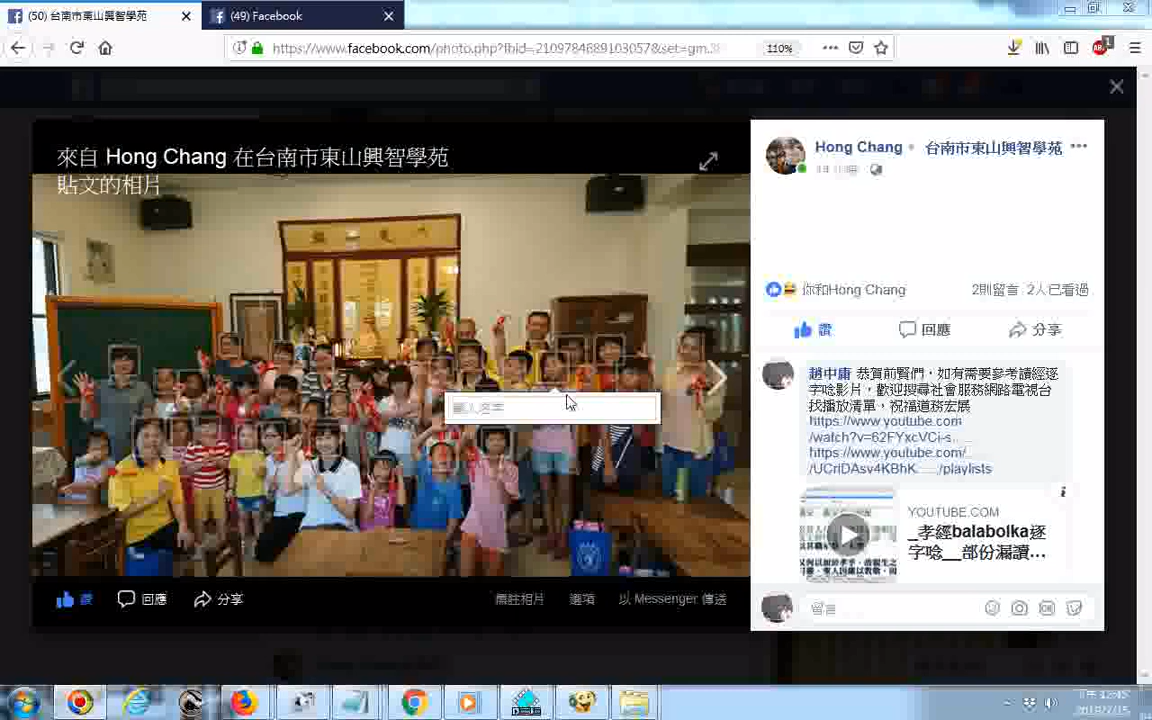 (50) 台南市東山興智學苑
(49) Facebook
https://www.facebook.com/photo.php?fbid=2109784689103057&set=gm.3
110%
來自 Hong Chang 在台南市東山興智學苑
貼文的相片
Hong Chang
台南市東山興智學苑
你和Hong Chang
2則留言 2人已看過
讚
回應
分享
趙中庸 恭賀前賢們，如有需要參考讀經逐
字唸影片，歡迎搜尋社會服務網路電視台
找播放清單，祝福道務宏展
https://www.youtube.com
/watch?v=62FYxcVCi-s...
https://www.youtube.com/...
/UCrIDAsv4KBhK...../playlists
YOUTUBE.COM
_孝經balabolka逐
字唸__部份漏讀...
留言
讚
回應
分享
標註相片
選項
以 Messenger 傳送